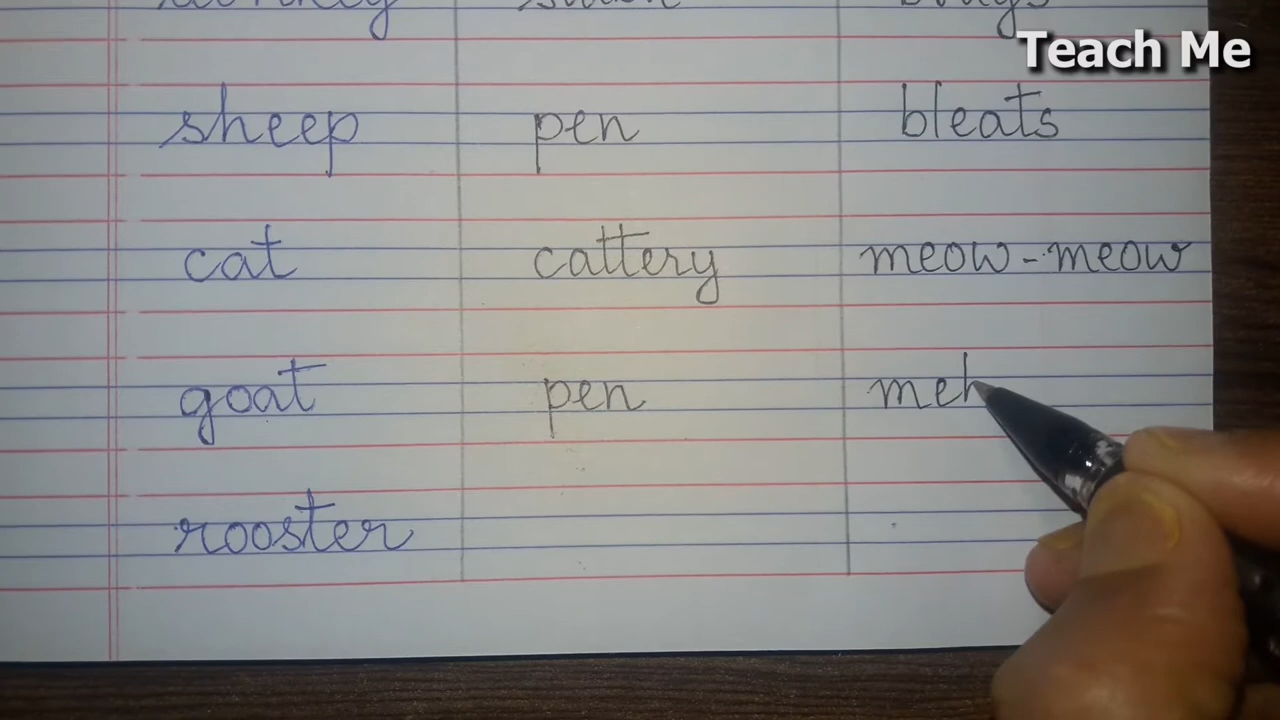 Teach Me
sheep pen bleats
cat cattery meow-meow
goat pen meh
rooster